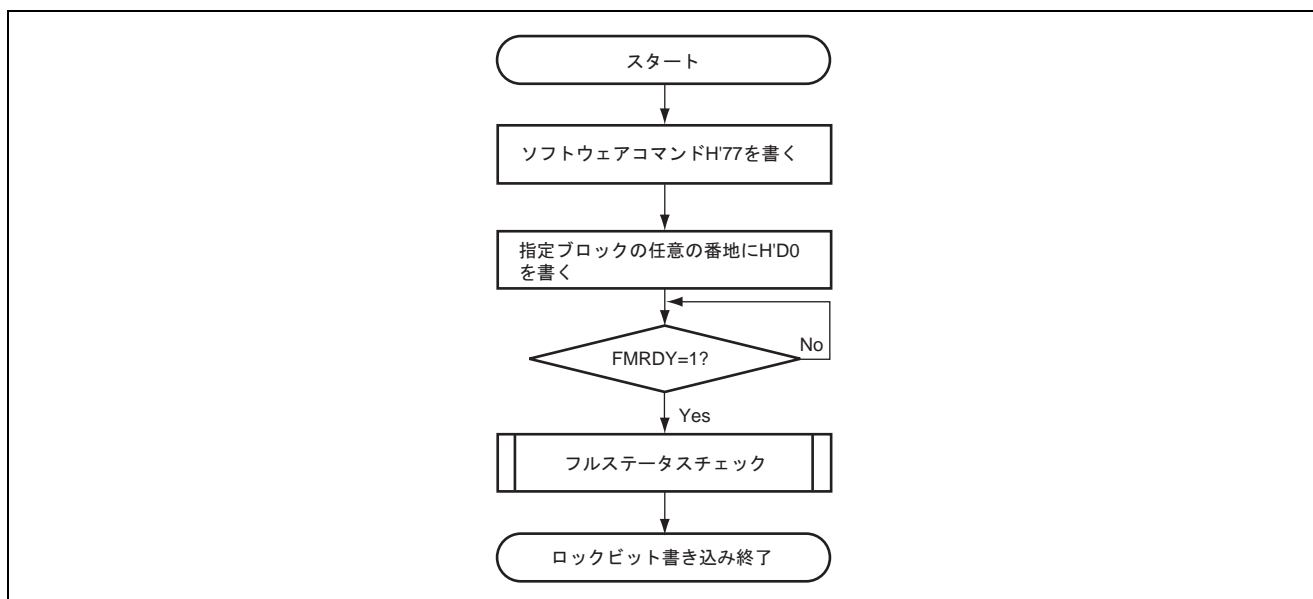 スタート
ソフトウェアコマンドH'77を書く
指定ブロックの任意の番地にH'D0
を書く
FMRDY=1?
No
Yes
フルステータスチェック
ロックビット書き込み終了